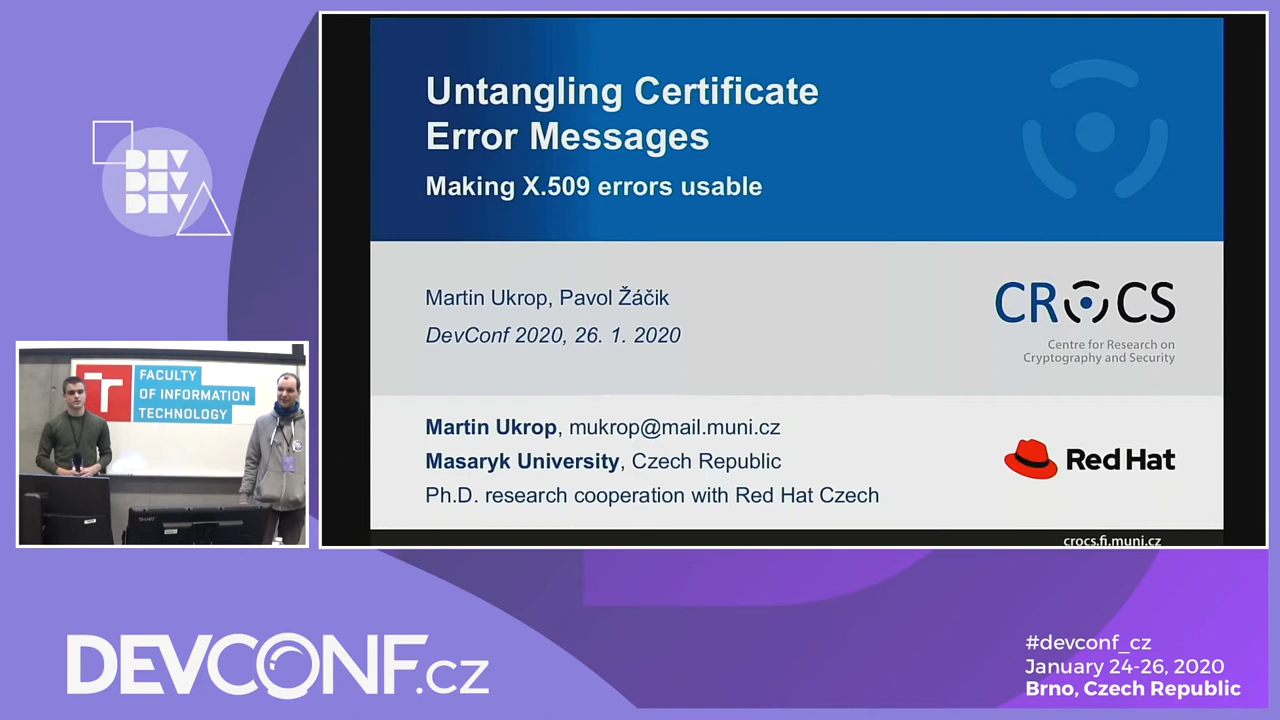 DEV
DEV
DEV
Untangling Certificate
Error Messages
Making X.509 errors usable
Martin Ukrop, Pavol Žáčik
DevConf 2020, 26. 1. 2020
CROCS
Centre for Research on
Cryptography and Security
Martin Ukrop, mukrop@mail.muni.cz
Masaryk University, Czech Republic
Ph.D. research cooperation with Red Hat Czech
Red Hat
crocs.fi.muni.cz
FACULTY
OF INFORMATION
TECHNOLOGY
DEVCONF.cz
#devconf_cz
January 24-26, 2020
Brno, Czech Republic